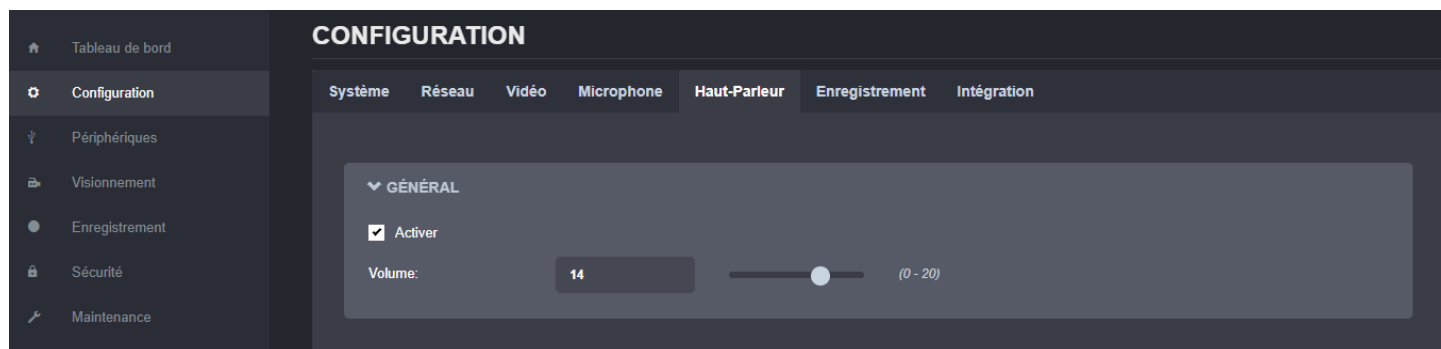 Tableau de bord
Configuration
Périphériques
Visionnement
Enregistrement
Sécurité
Maintenance
CONFIGURATION
Système Réseau Vidéo Microphone Haut-Parleur Enregistrement Intégration
GÉNÉRAL
Activer
Volume: 14 (0 - 20)